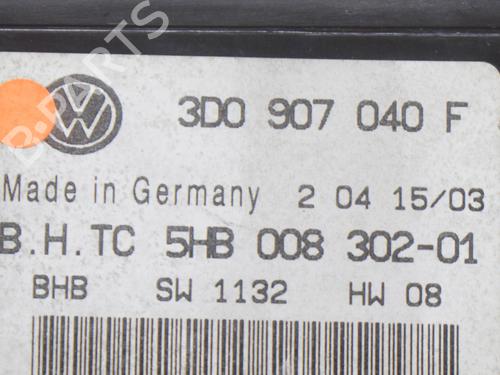 3D0 907 040 F
Made in Germany 2 04 15/03
B.H.TC 5HB 008 302-01
BHB SW 1132 HW 08
B-PARTS